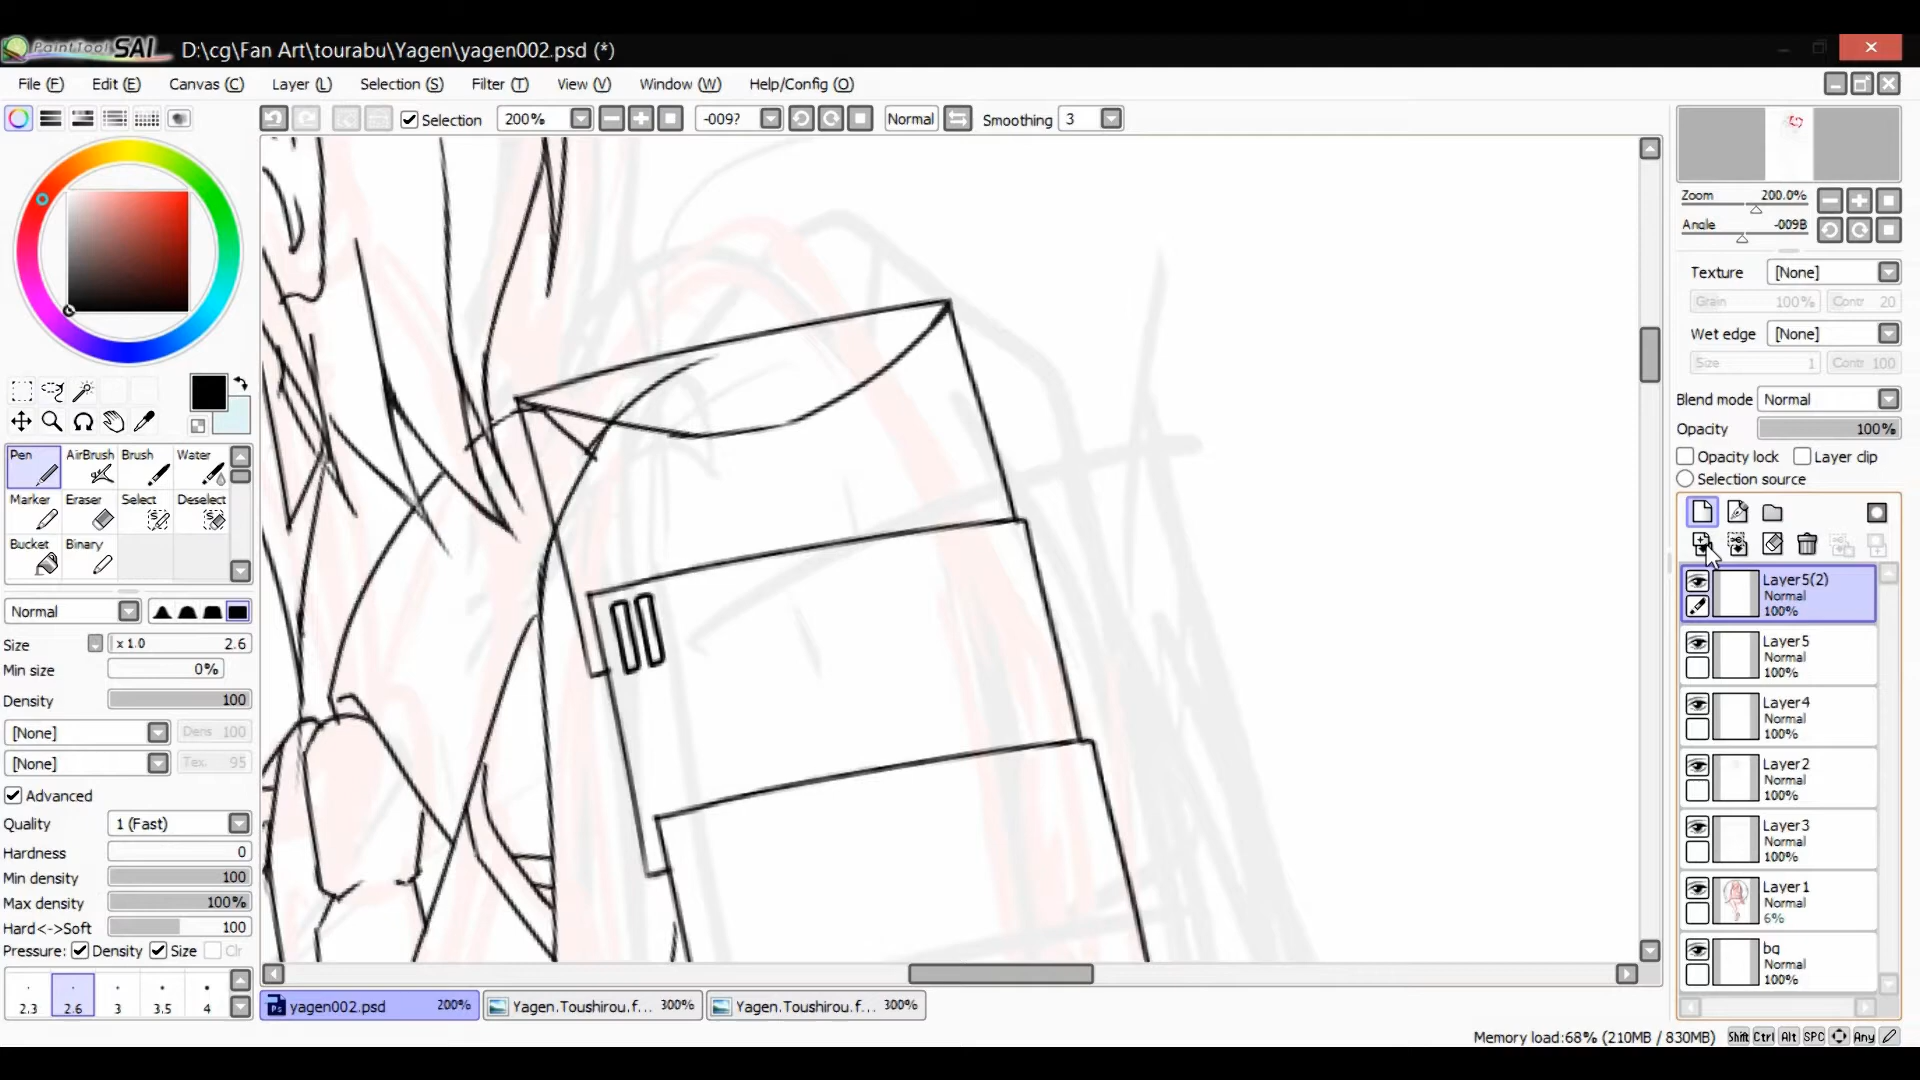 PaintTool SAI D:\cg\Fan Art\tourabu\Yagen\yagen002.psd (*)
File (F) Edit (E) Canvas (C) Layer (L) Selection (S) Filter (T) View (V) Window (W) Help/Config (O)
Selection 200% -009? Normal Smoothing 3
Zoom 200.0%
Angle -009B
Texture [None]
Grain 100% Contr 20
Wet edge [None]
Size 1 Contr 100
Blend mode Normal
Opacity 100%
Opacity lock Layer clip
Selection source
Pen AirBrush Brush Water
Marker Eraser Select Deselect
Bucket Binary
Normal
Size x 1.0 2.6
Min size 0%
Density 100
[None] Dens 100
[None] Tex. 95
Advanced
Quality 1 (Fast)
Hardness 0
Min density 100
Max density 100%
Hard<->Soft 100
Pressure: Density Size Clr
2.3 2.6 3 3.5 4
Layer5(2)
Normal
100%
Layer5
Normal
100%
Layer4
Normal
100%
Layer2
Normal
100%
Layer3
Normal
100%
Layer1
Normal
6%
bg
Normal
100%
yagen002.psd 200% Yagen.Toushirou.f... 300% Yagen.Toushirou.f... 300%
Memory load:68% (210MB / 830MB) Shift Ctrl Alt SPC Any